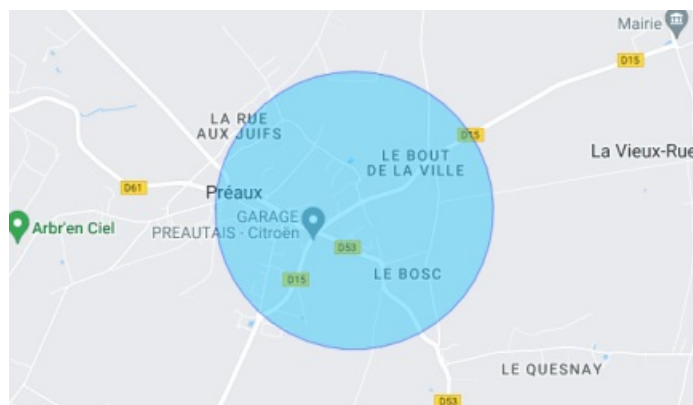 Mairie
D15
LA RUE
AUX JUIFS
D15
LE BOUT
DE LA VILLE
La Vieux-Rue
D61
Préaux
GARAGE
PREAUTAIS - Citroën
Arbr'en Ciel
D53
LE BOSC
D15
LE QUESNAY
D53